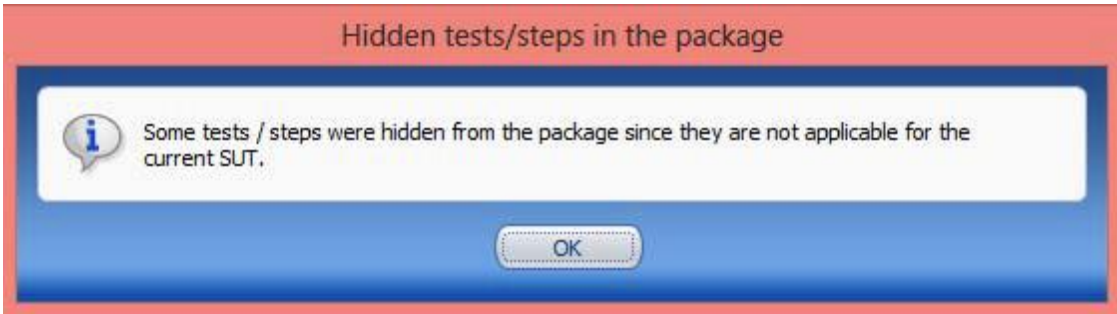 Hidden tests/steps in the package
Some tests / steps were hidden from the package since they are not applicable for the
current SUT.
OK